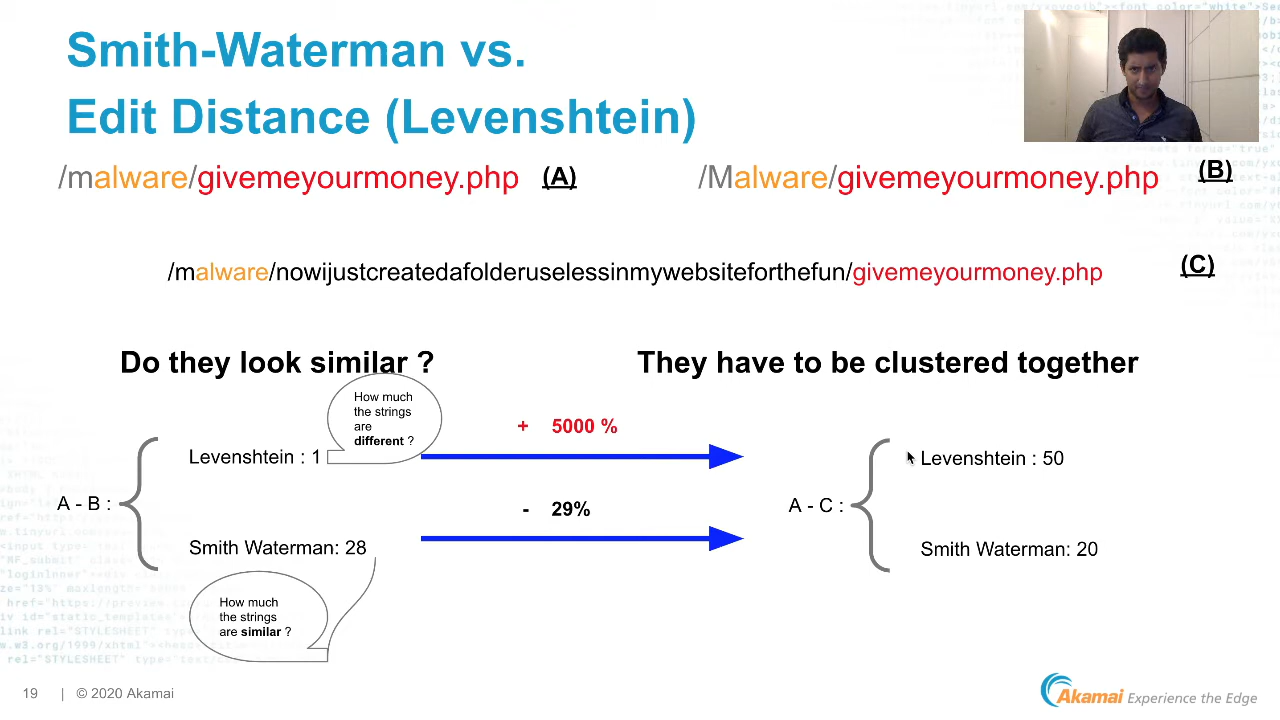 Smith-Waterman vs.
Edit Distance (Levenshtein)
/malware/givemeyourmoney.php (A)
/Malware/givemeyourmoney.php (B)
/malware/nowijustcreatedafolderuselessinmywebsiteforthefun/givemeyourmoney.php (C)
Do they look similar ?
They have to be clustered together
How much
the strings
are
different ?
+ 5000 %
Levenshtein : 1
Levenshtein : 50
A - B :
- 29%
A - C :
Smith Waterman: 28
Smith Waterman: 20
How much
the strings
are similar ?
19 | © 2020 Akamai
Akamai Experience the Edge